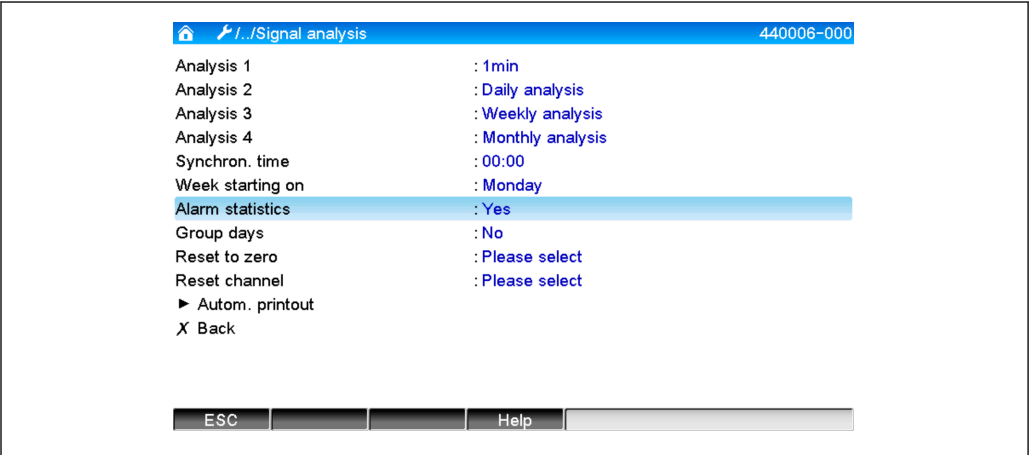 /../Signal analysis 440006-000
Analysis 1 : 1min
Analysis 2 : Daily analysis
Analysis 3 : Weekly analysis
Analysis 4 : Monthly analysis
Synchron. time : 00:00
Week starting on : Monday
Alarm statistics : Yes
Group days : No
Reset to zero : Please select
Reset channel : Please select
► Autom. printout
X Back
ESC Help